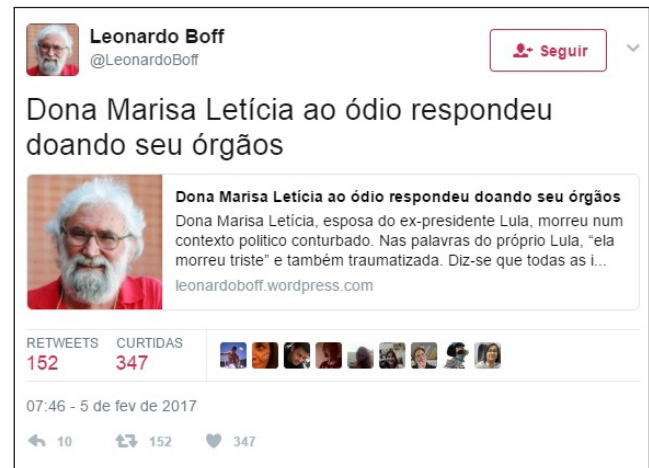 Leonardo Boff
@LeonardoBoff
Seguir
Dona Marisa Letícia ao ódio respondeu
doando seu órgãos
Dona Marisa Letícia ao ódio respondeu doando seu órgãos
Dona Marisa Letícia, esposa do ex-presidente Lula, morreu num
contexto politico conturbado. Nas palavras do próprio Lula, “ela
morreu triste” e também traumatizada. Diz-se que todas as i...
leonardoboff.wordpress.com
RETWEETS CURTIDAS
152 347
07:46 - 5 de fev de 2017
10 152 347